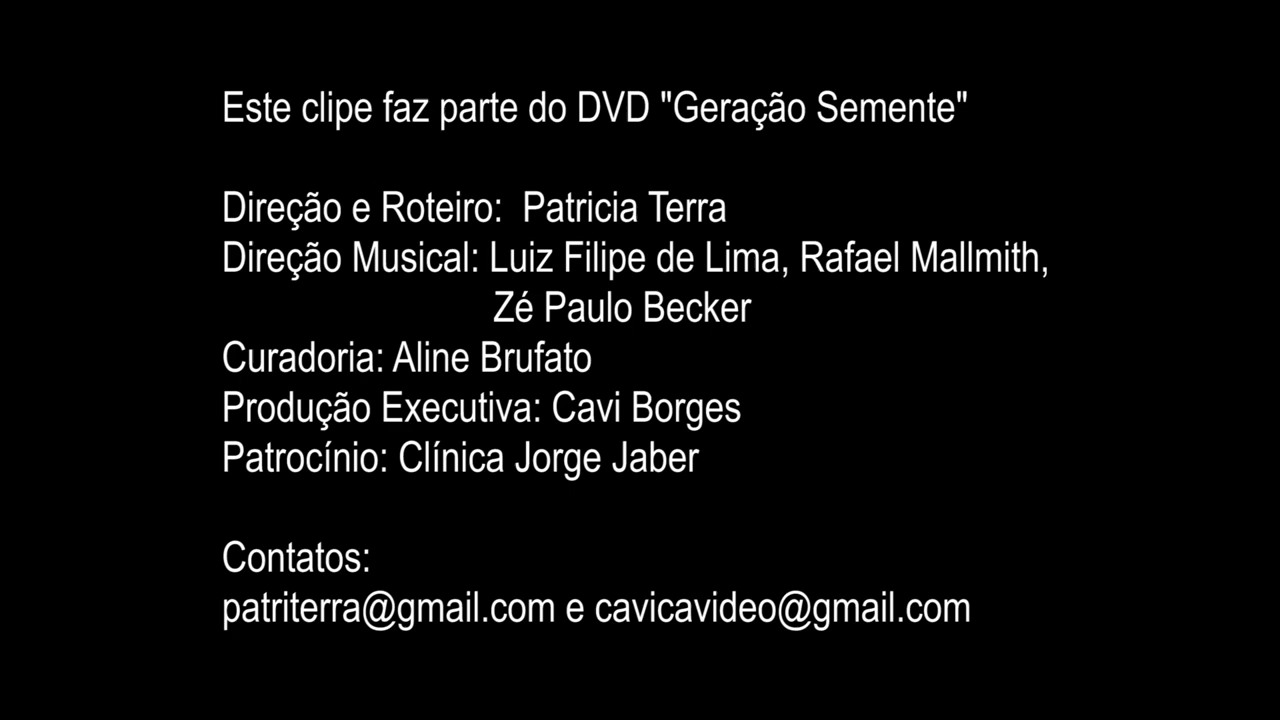 Este clipe faz parte do DVD "Geração Semente"
Direção e Roteiro:  Patricia Terra
Direção Musical: Luiz Filipe de Lima, Rafael Mallmith,
Zé Paulo Becker
Curadoria: Aline Brufato
Produção Executiva: Cavi Borges
Patrocínio: Clínica Jorge Jaber
Contatos:
patriterra@gmail.com e cavicavideo@gmail.com